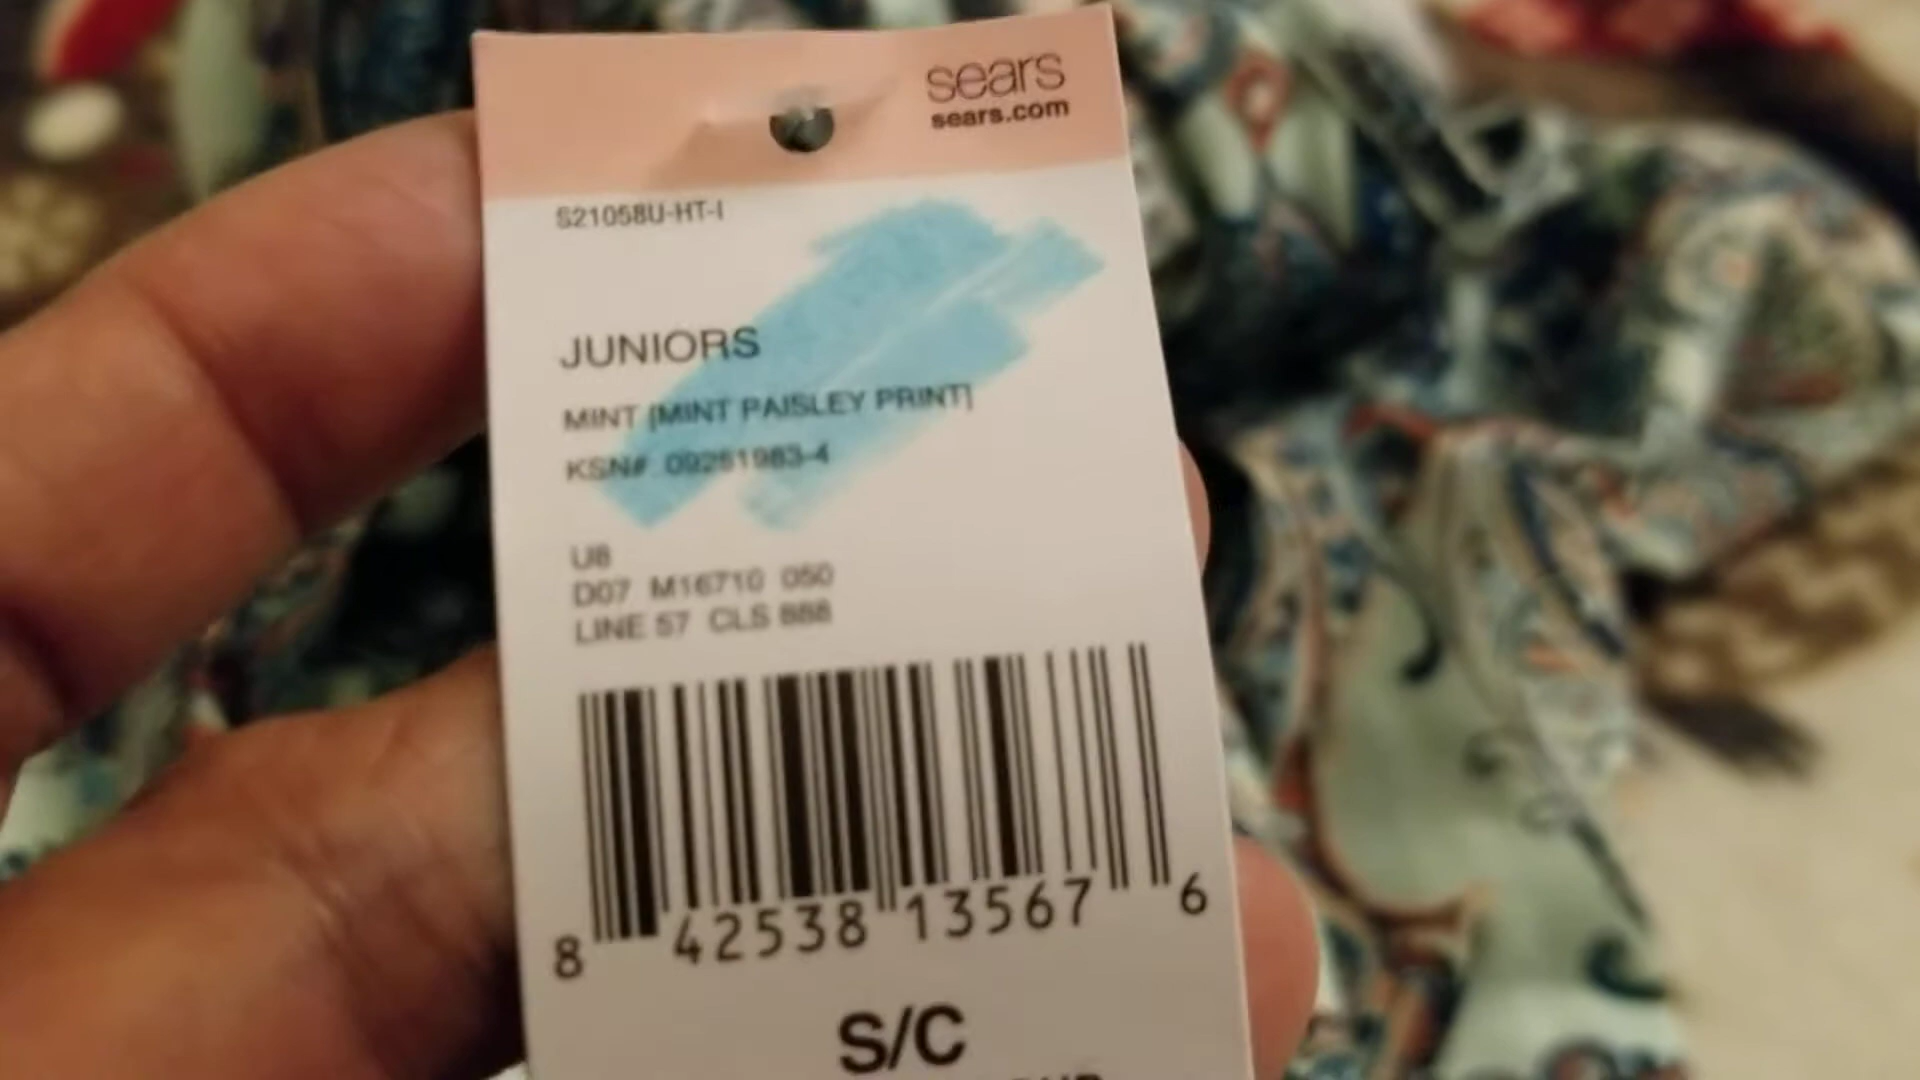 sears
sears.com
S21058U-HT-I
JUNIORS
MINT [MINT PAISLEY PRINT]
KSN# 09261983-4
U8
D07 M16710 050
LINE 57 CLS 888
8 42538 13567 6
S/C